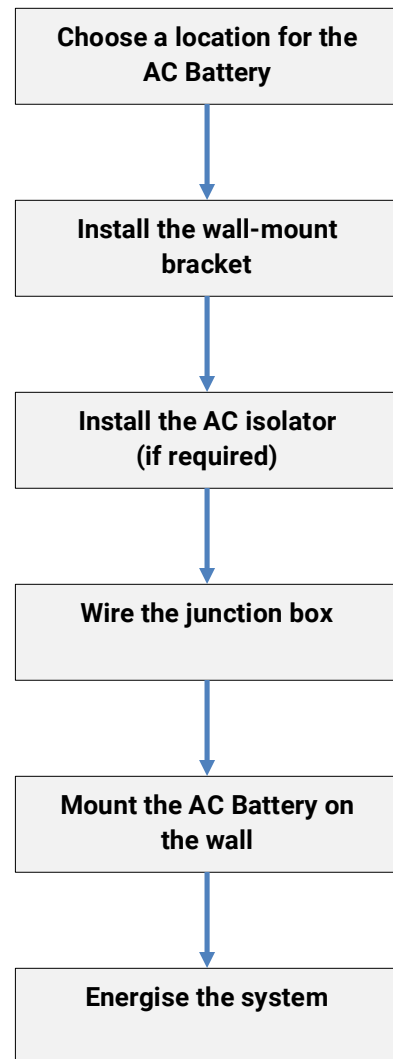 Choose a location for the
AC Battery
Install the wall-mount
bracket
Install the AC isolator
(if required)
Wire the junction box
Mount the AC Battery on
the wall
Energise the system